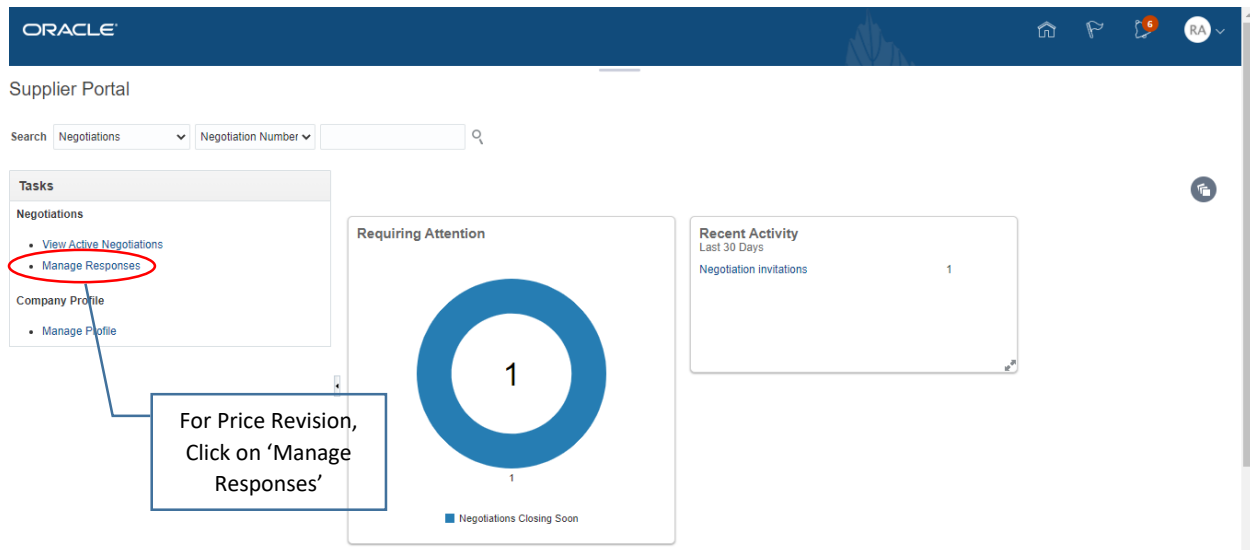 ORACLE
6
RA
Supplier Portal
Search Negotiations Negotiation Number
Tasks
Negotiations
• View Active Negotiations
• Manage Responses
Company Profile
• Manage Profile
Requiring Attention
1
1
Negotiations Closing Soon
Recent Activity
Last 30 Days
Negotiation invitations 1
For Price Revision,
Click on ‘Manage
Responses’